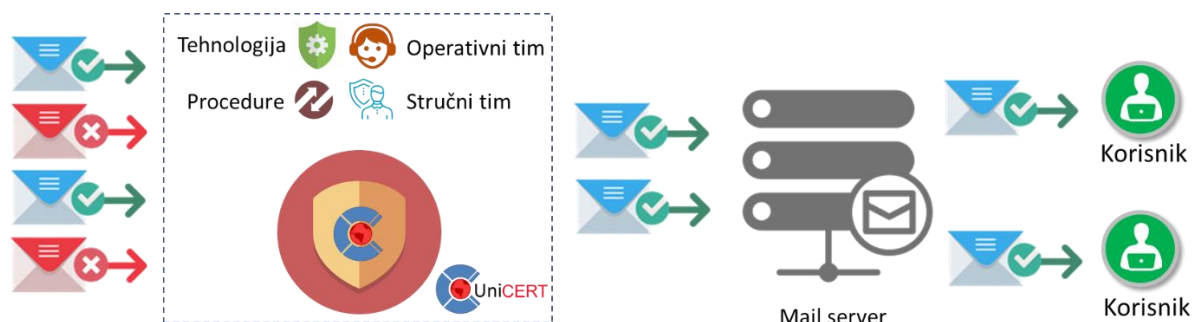 Tehnologija
Operativni tim
Procedure
Stručni tim
UniCERT
Mail server
Korisnik
Korisnik